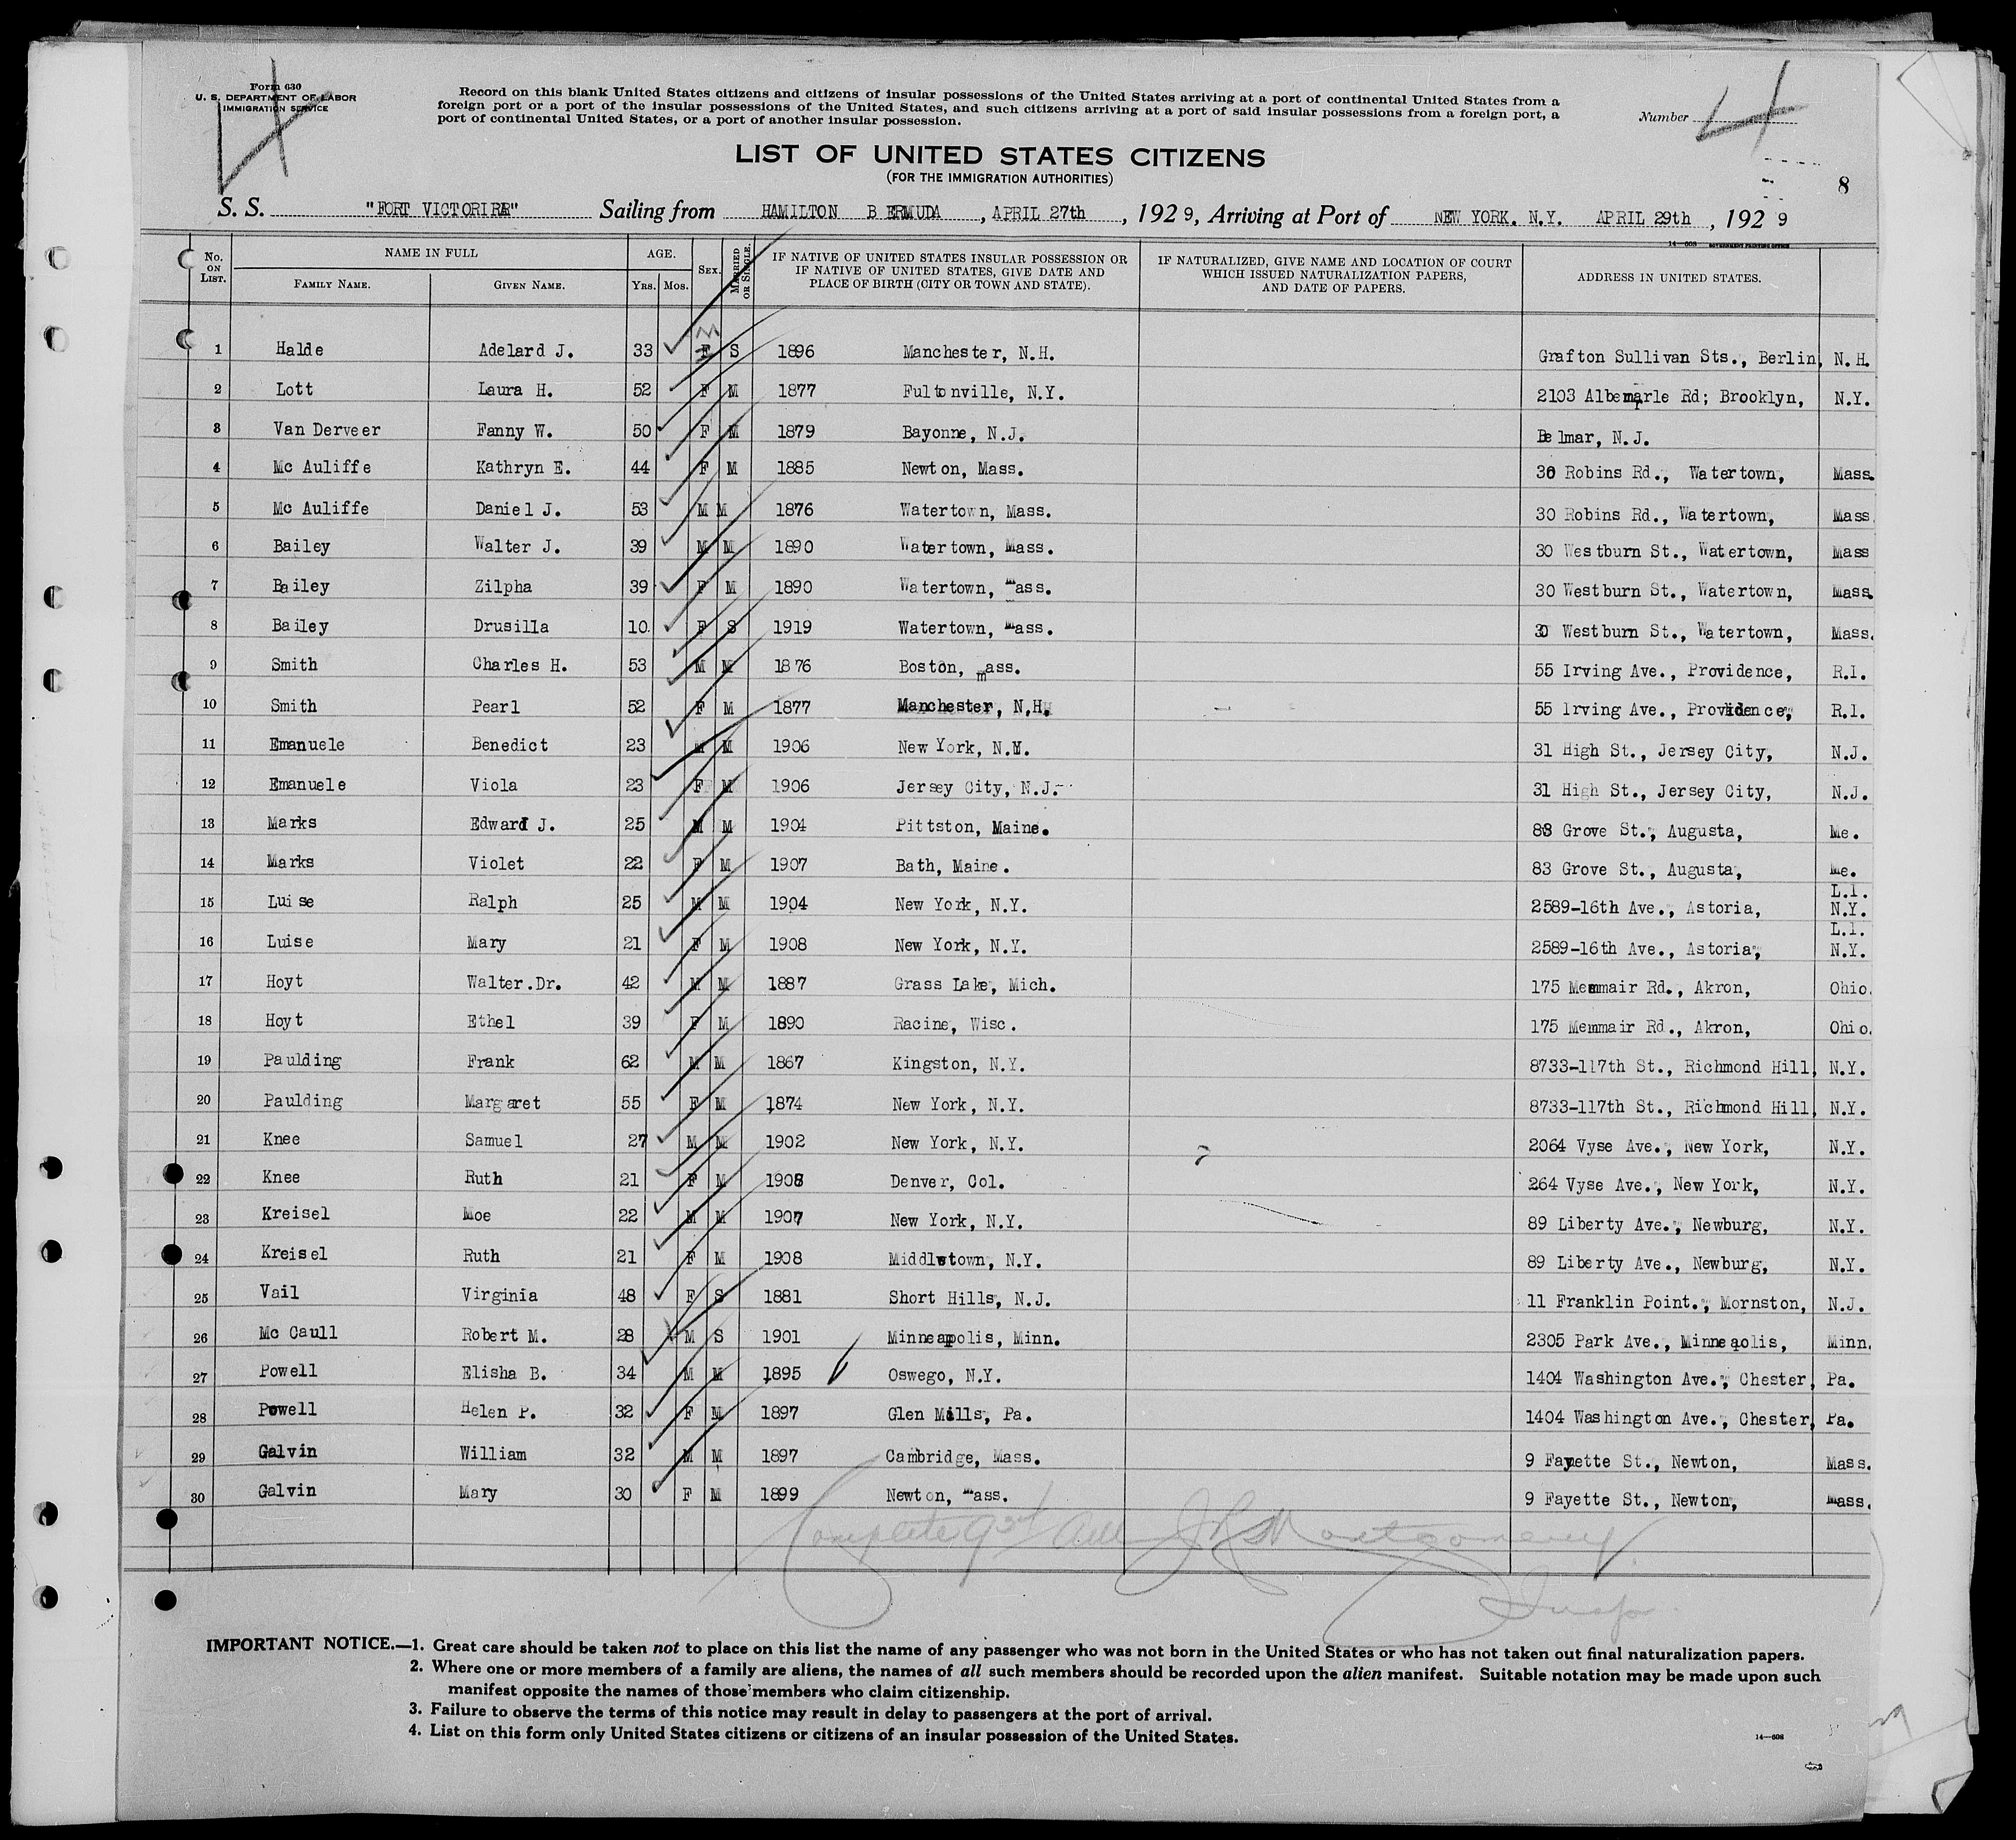 Form 630
U. S. DEPARTMENT OF LABOR
IMMIGRATION SERVICE
Record on this blank United States citizens and citizens of insular possessions of the United States arriving at a port of continental United States from a
foreign port or a port of the insular possessions of the United States, and such citizens arriving at a port of said insular possessions from a foreign port, a
port of continental United States, or a port of another insular possession.
Number 4
4
LIST OF UNITED STATES CITIZENS
(FOR THE IMMIGRATION AUTHORITIES)
8
S. S. "FORT VICTORIA" Sailing from HAMILTON BERMUDA, APRIL 27th, 1929, Arriving at Port of NEW YORK. N.Y. APRIL 29th, 1929
14—608 GOVERNMENT PRINTING OFFICE
No. ON LIST. NAME IN FULL FAMILY NAME. GIVEN NAME. AGE. Yrs. Mos. SEX. MARRIED OR SINGLE. IF NATIVE OF UNITED STATES INSULAR POSSESSION OR IF NATIVE OF UNITED STATES, GIVE DATE AND PLACE OF BIRTH (CITY OR TOWN AND STATE). IF NATURALIZED, GIVE NAME AND LOCATION OF COURT WHICH ISSUED NATURALIZATION PAPERS, AND DATE OF PAPERS. ADDRESS IN UNITED STATES.
1 Halde Adelard J. 33 M S 1896 Manchester, N.H. Grafton Sullivan Sts., Berlin, N.H.
2 Lott Laura H. 52 F M 1877 Fultonville, N.Y. 2103 Albemarle Rd; Brooklyn, N.Y.
3 Van Derveer Fanny W. 50 F M 1879 Bayonne, N.J. Belmar, N.J.
4 Mc Auliffe Kathryn E. 44 F M 1885 Newton, Mass. 30 Robins Rd., Watertown, Mass.
5 Mc Auliffe Daniel J. 53 M M 1876 Watertown, Mass. 30 Robins Rd., Watertown, Mass
6 Bailey Walter J. 39 M M 1890 Watertown, Mass. 30 Westburn St., Watertown, Mass
7 Bailey Zilpha 39 F M 1890 Watertown, Mass. 30 Westburn St., Watertown, Mass.
8 Bailey Drusilla 10 F S 1919 Watertown, Mass. 30 Westburn St., Watertown, Mass.
9 Smith Charles H. 53 M M 1876 Boston, mass. 55 Irving Ave., Providence, R.I.
10 Smith Pearl 52 F M 1877 Manchester, N.H. 55 Irving Ave., Providence, R.I.
11 Emanuele Benedict 23 M M 1906 New York, N.Y. 31 High St., Jersey City, N.J.
12 Emanuele Viola 23 F M 1906 Jersey City, N.J. 31 High St., Jersey City, N.J.
13 Marks Edward J. 25 M M 1904 Pittston, Maine. 83 Grove St., Augusta, Me.
14 Marks Violet 22 F M 1907 Bath, Maine. 83 Grove St., Augusta, Me.
15 Luise Ralph 25 M M 1904 New York, N.Y. 2589-16th Ave., Astoria, L.I. N.Y.
16 Luise Mary 21 F M 1908 New York, N.Y. 2589-16th Ave., Astoria, L.I. N.Y.
17 Hoyt Walter.Dr. 42 M M 1887 Grass Lake, Mich. 175 Memmair Rd., Akron, Ohio.
18 Hoyt Ethel 39 F M 1890 Racine, Wisc. 175 Memmair Rd., Akron, Ohio.
19 Paulding Frank 62 M M 1867 Kingston, N.Y. 8733-117th St., Richmond Hill, N.Y.
20 Paulding Margaret 55 F M 1874 New York, N.Y. 8733-117th St., Richmond Hill, N.Y.
21 Knee Samuel 27 M M 1902 New York, N.Y. 2064 Vyse Ave., New York, N.Y.
22 Knee Ruth 21 F M 1908 Denver, Col. 264 Vyse Ave., New York, N.Y.
23 Kreisel Moe 22 M M 1907 New York, N.Y. 89 Liberty Ave., Newburg, N.Y.
24 Kreisel Ruth 21 F M 1908 Middletown, N.Y. 89 Liberty Ave., Newburg, N.Y.
25 Vail Virginia 48 F S 1881 Short Hills, N.J. 11 Franklin Point., Mornston, N.J.
26 Mc Caull Robert M. 28 M S 1901 Minneapolis, Minn. 2305 Park Ave., Minneaolis, Minn.
27 Powell Elisha B. 34 M M 1895 Oswego, N.Y. 1404 Washington Ave., Chester, Pa.
28 Powell Helen P. 32 F M 1897 Glen Mills, Pa. 1404 Washington Ave., Chester, Pa.
29 Galvin William 32 M M 1897 Cambridge, Mass. 9 Fayette St., Newton, Mass.
30 Galvin Mary 30 F M 1899 Newton, Mass. 9 Fayette St., Newton, Mass.
Complete J R Montgomery
Insp.
IMPORTANT NOTICE.—1. Great care should be taken not to place on this list the name of any passenger who was not born in the United States or who has not taken out final naturalization papers.
2. Where one or more members of a family are aliens, the names of all such members should be recorded upon the alien manifest. Suitable notation may be made upon such
manifest opposite the names of those members who claim citizenship.
3. Failure to observe the terms of this notice may result in delay to passengers at the port of arrival.
4. List on this form only United States citizens or citizens of an insular possession of the United States.
14—608